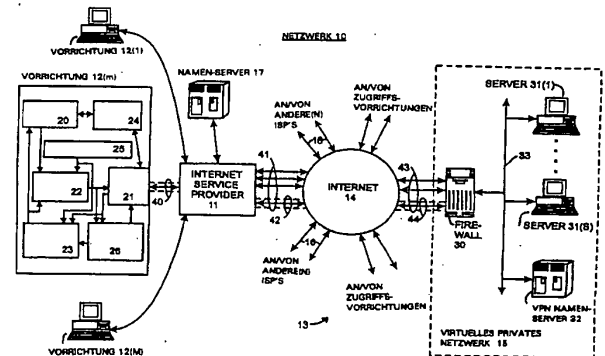 NETZWERK 10
VORRICHTUNG 12(1)
VORRICHTUNG 12(m)
20
24
25
22
21
23
26
40
NAMEN-SERVER 17
INTERNET
SERVICE
PROVIDER
11
41
42
AN/VON
ANDERE(N)
ISP'S
16
AN/VON
ZUGRIFFS-
VORRICHTUNGEN
INTERNET
14
43
44
AN/VON
ANDERE(N)
ISP'S
16
AN/VON
ZUGRIFFS-
VORRICHTUNGEN
13
VORRICHTUNG 12(M)
SERVER 31(1)
33
FIRE-
WALL
30
SERVER 31(S)
VPN NAMEN-
SERVER 32
VIRTUELLES PRIVATES
NETZWERK 15